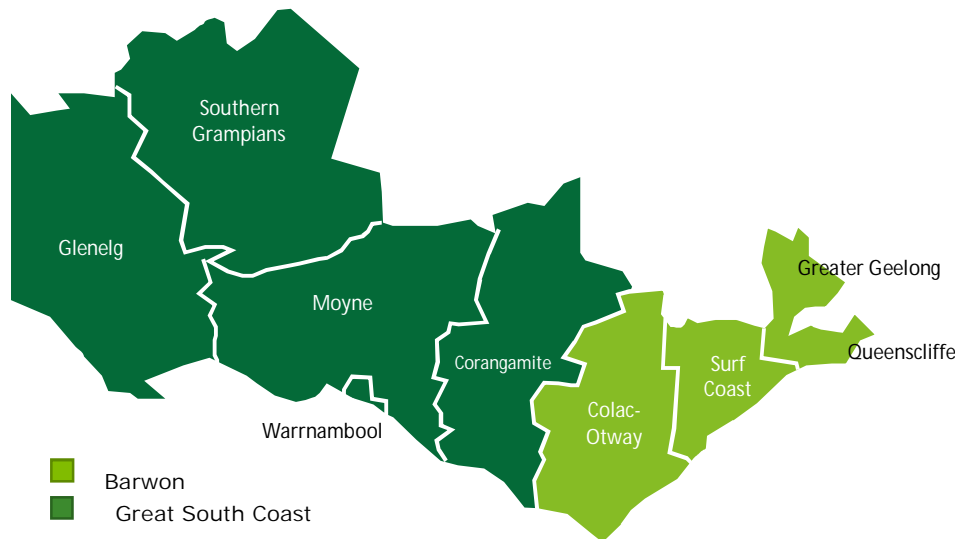 Southern
Grampians
Glenelg
Greater Geelong
Moyne
Queenscliffe
Corangamite
Surf
Coast
Colac-
Otway
Warrnambool
Barwon
Great South Coast